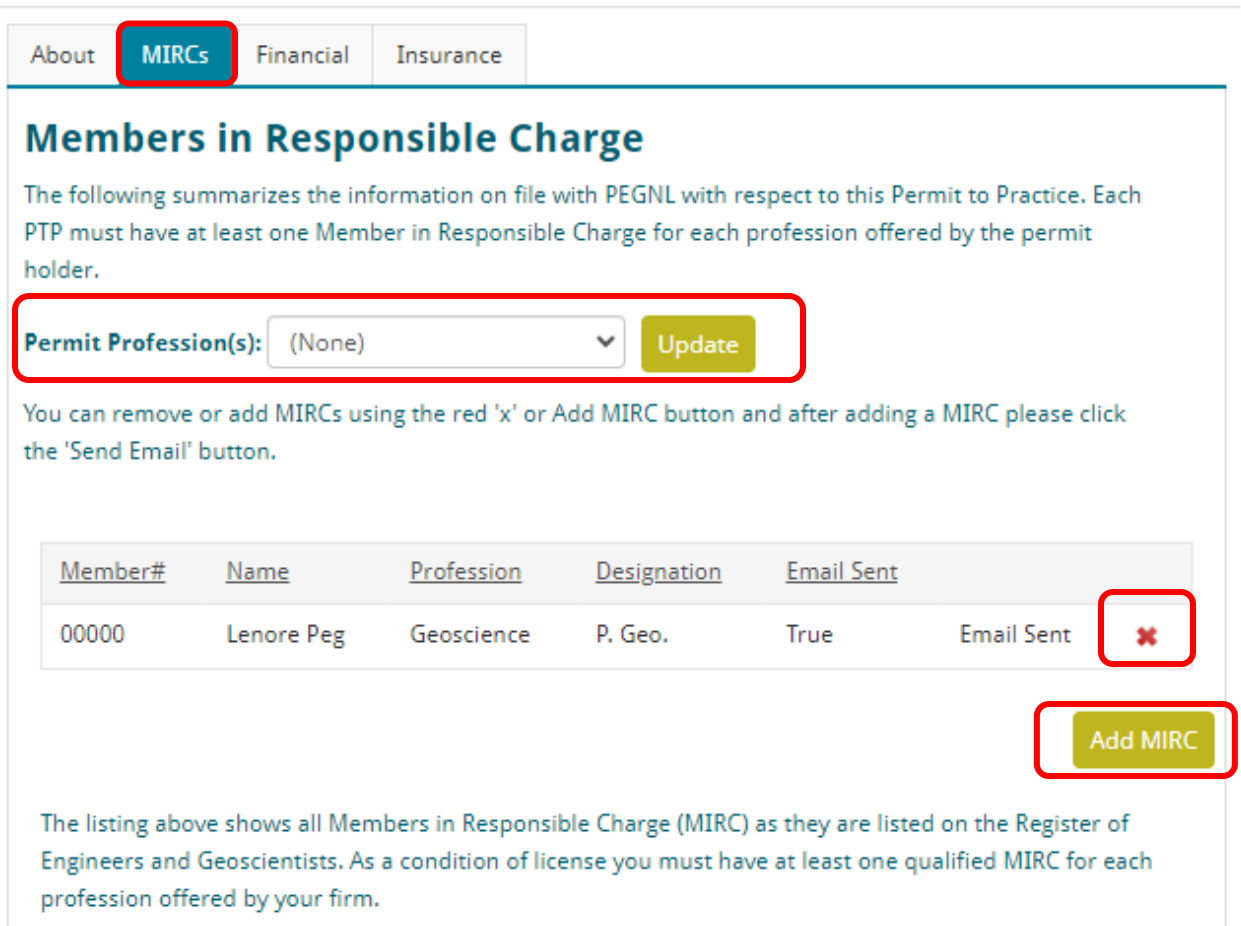 About MIRCs Financial Insurance
Members in Responsible Charge
The following summarizes the information on file with PEGNL with respect to this Permit to Practice. Each
PTP must have at least one Member in Responsible Charge for each profession offered by the permit
holder.
Permit Profession(s): (None) Update
You can remove or add MIRCs using the red 'x' or Add MIRC button and after adding a MIRC please click
the 'Send Email' button.
Member# Name Profession Designation Email Sent
00000 Lenore Peg Geoscience P. Geo. True Email Sent
Add MIRC
The listing above shows all Members in Responsible Charge (MIRC) as they are listed on the Register of
Engineers and Geoscientists. As a condition of license you must have at least one qualified MIRC for each
profession offered by your firm.